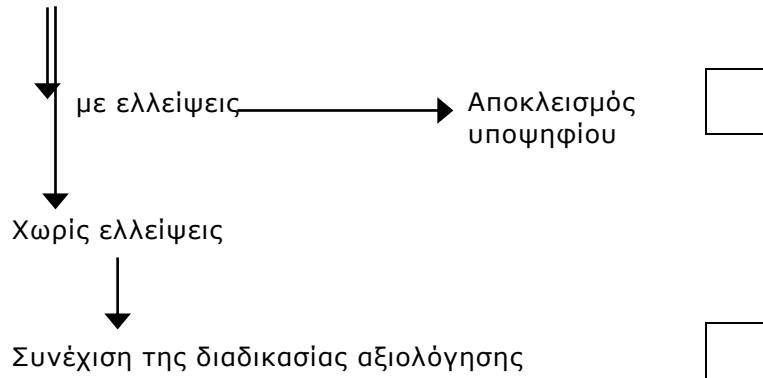 με ελλείψεις
Αποκλεισμός
υποψηφίου
Χωρίς ελλείψεις
Συνέχιση της διαδικασίας αξιολόγησης